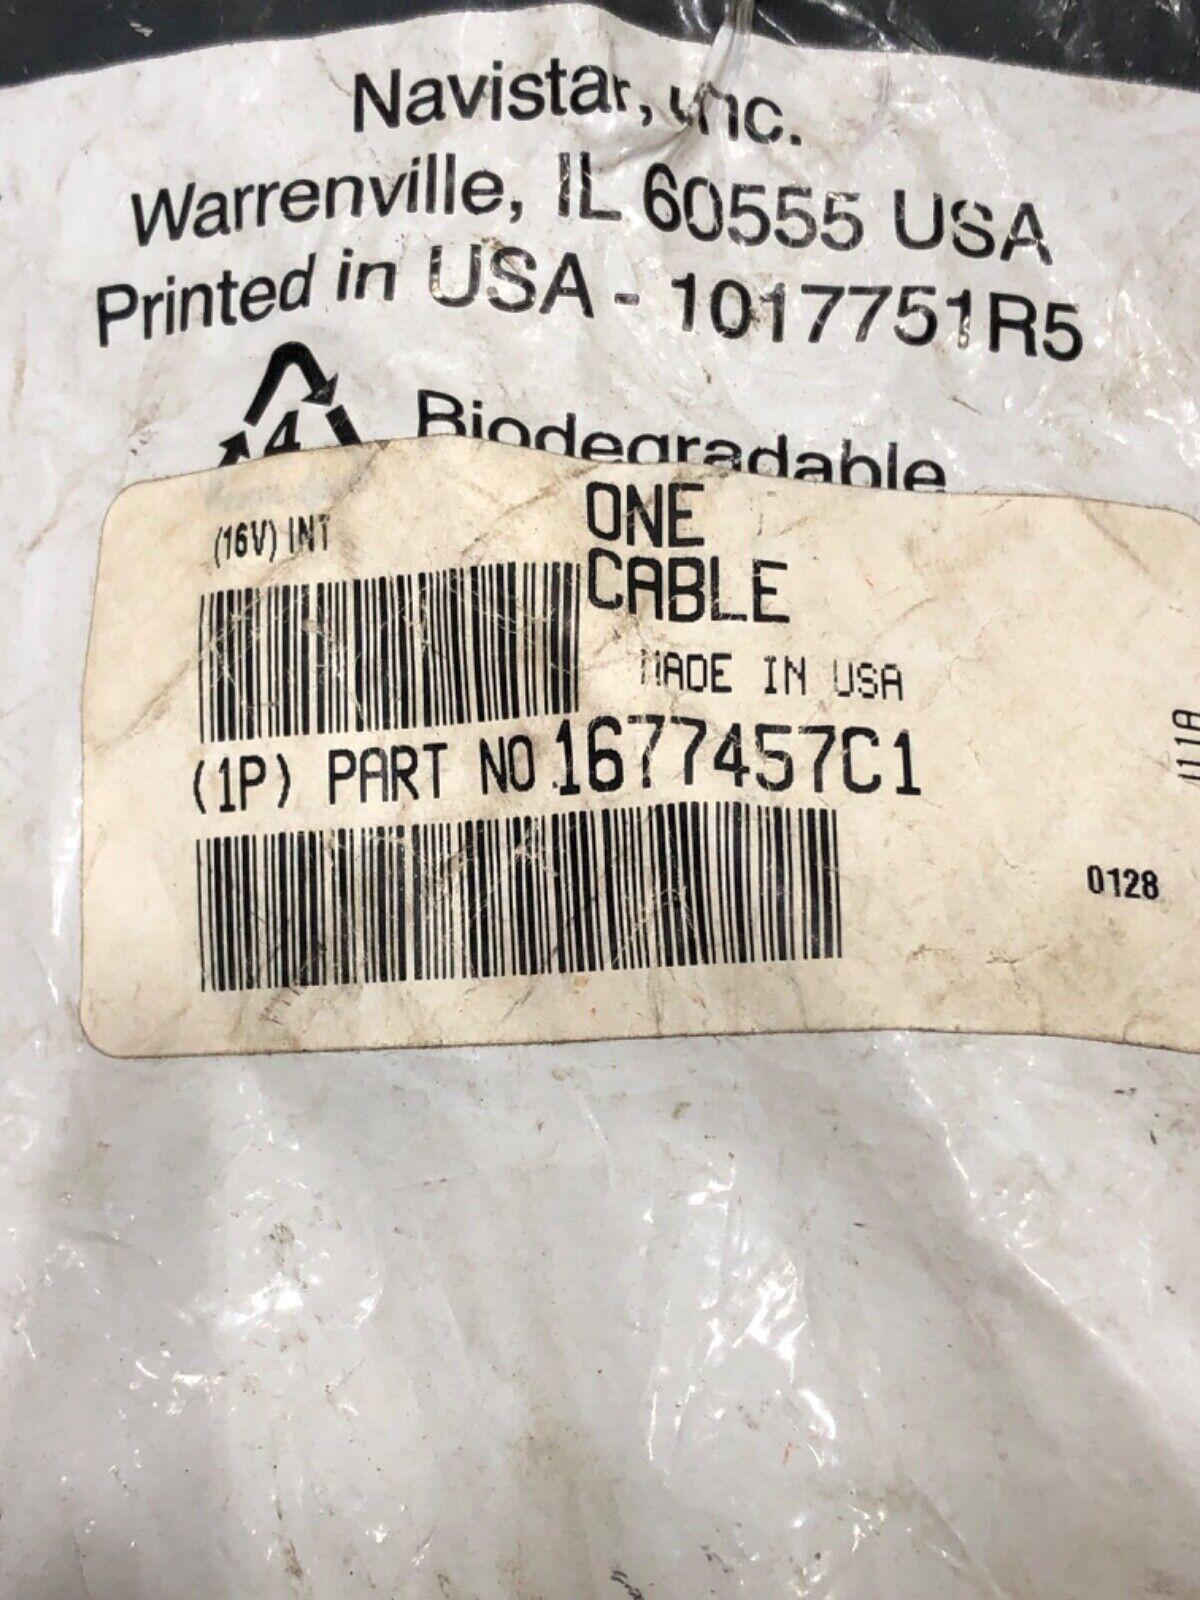 Navistar, Inc.
Warrenville, IL 60555 USA
Printed in USA - 1017751R5
4
Biodegradable
(16V) INT
ONE
CABLE
MADE IN USA
(1P) PART NO 1677457C1
0128